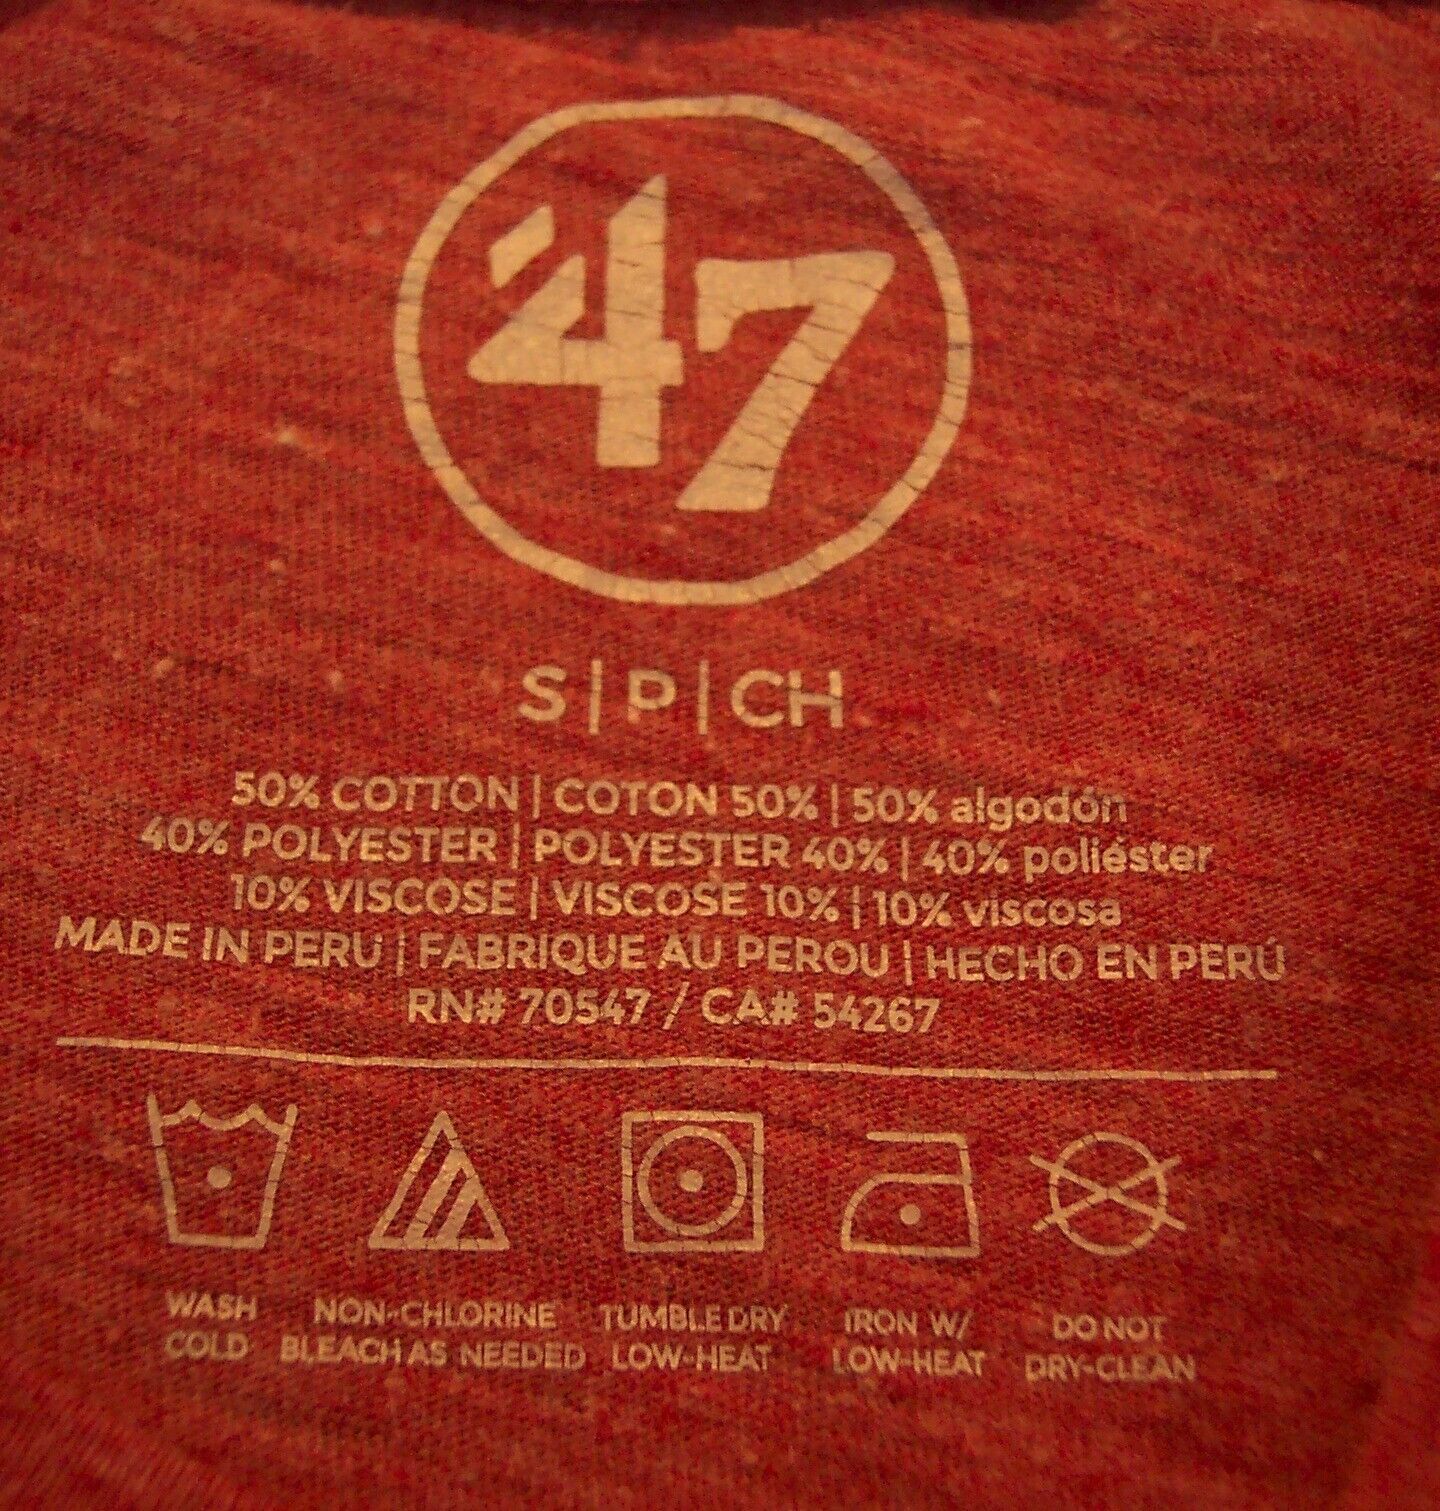 '47
S | P | CH
50% COTTON | COTON 50% | 50% algodón
40% POLYESTER | POLYESTER 40% | 40% poliéster
10% VISCOSE | VISCOSE 10% | 10% viscosa
MADE IN PERU | FABRIQUE AU PEROU | HECHO EN PERÚ
RN# 70547 / CA# 54267
WASH COLD
NON-CHLORINE BLEACH AS NEEDED
TUMBLE DRY LOW-HEAT
IRON W/ LOW-HEAT
DO NOT DRY-CLEAN